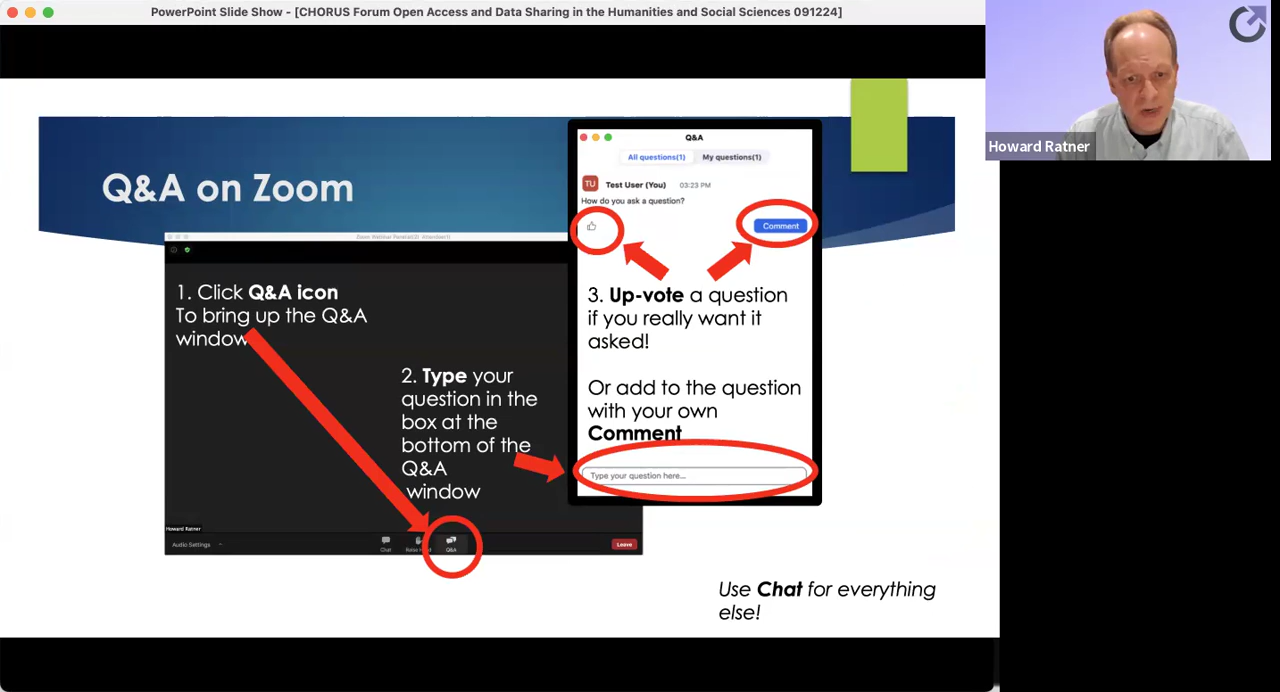 PowerPoint Slide Show - [CHORUS Forum Open Access and Data Sharing in the Humanities and Social Sciences 091224]
Howard Ratner
Q&A on Zoom
Zoom Webinar
1. Click Q&A icon
To bring up the Q&A
window
2. Type your
question in the
box at the
bottom of the
Q&A
window
Howard Ratner
Audio Settings
Chat
Raise
Q&A
Leave
Q&A
All questions(1)
My questions(1)
TU
Test User (You)
03:23 PM
How do you ask a question?
Comment
3. Up-vote a question
if you really want it
asked!
Or add to the question
with your own
Comment
Type your question here...
Use Chat for everything
else!